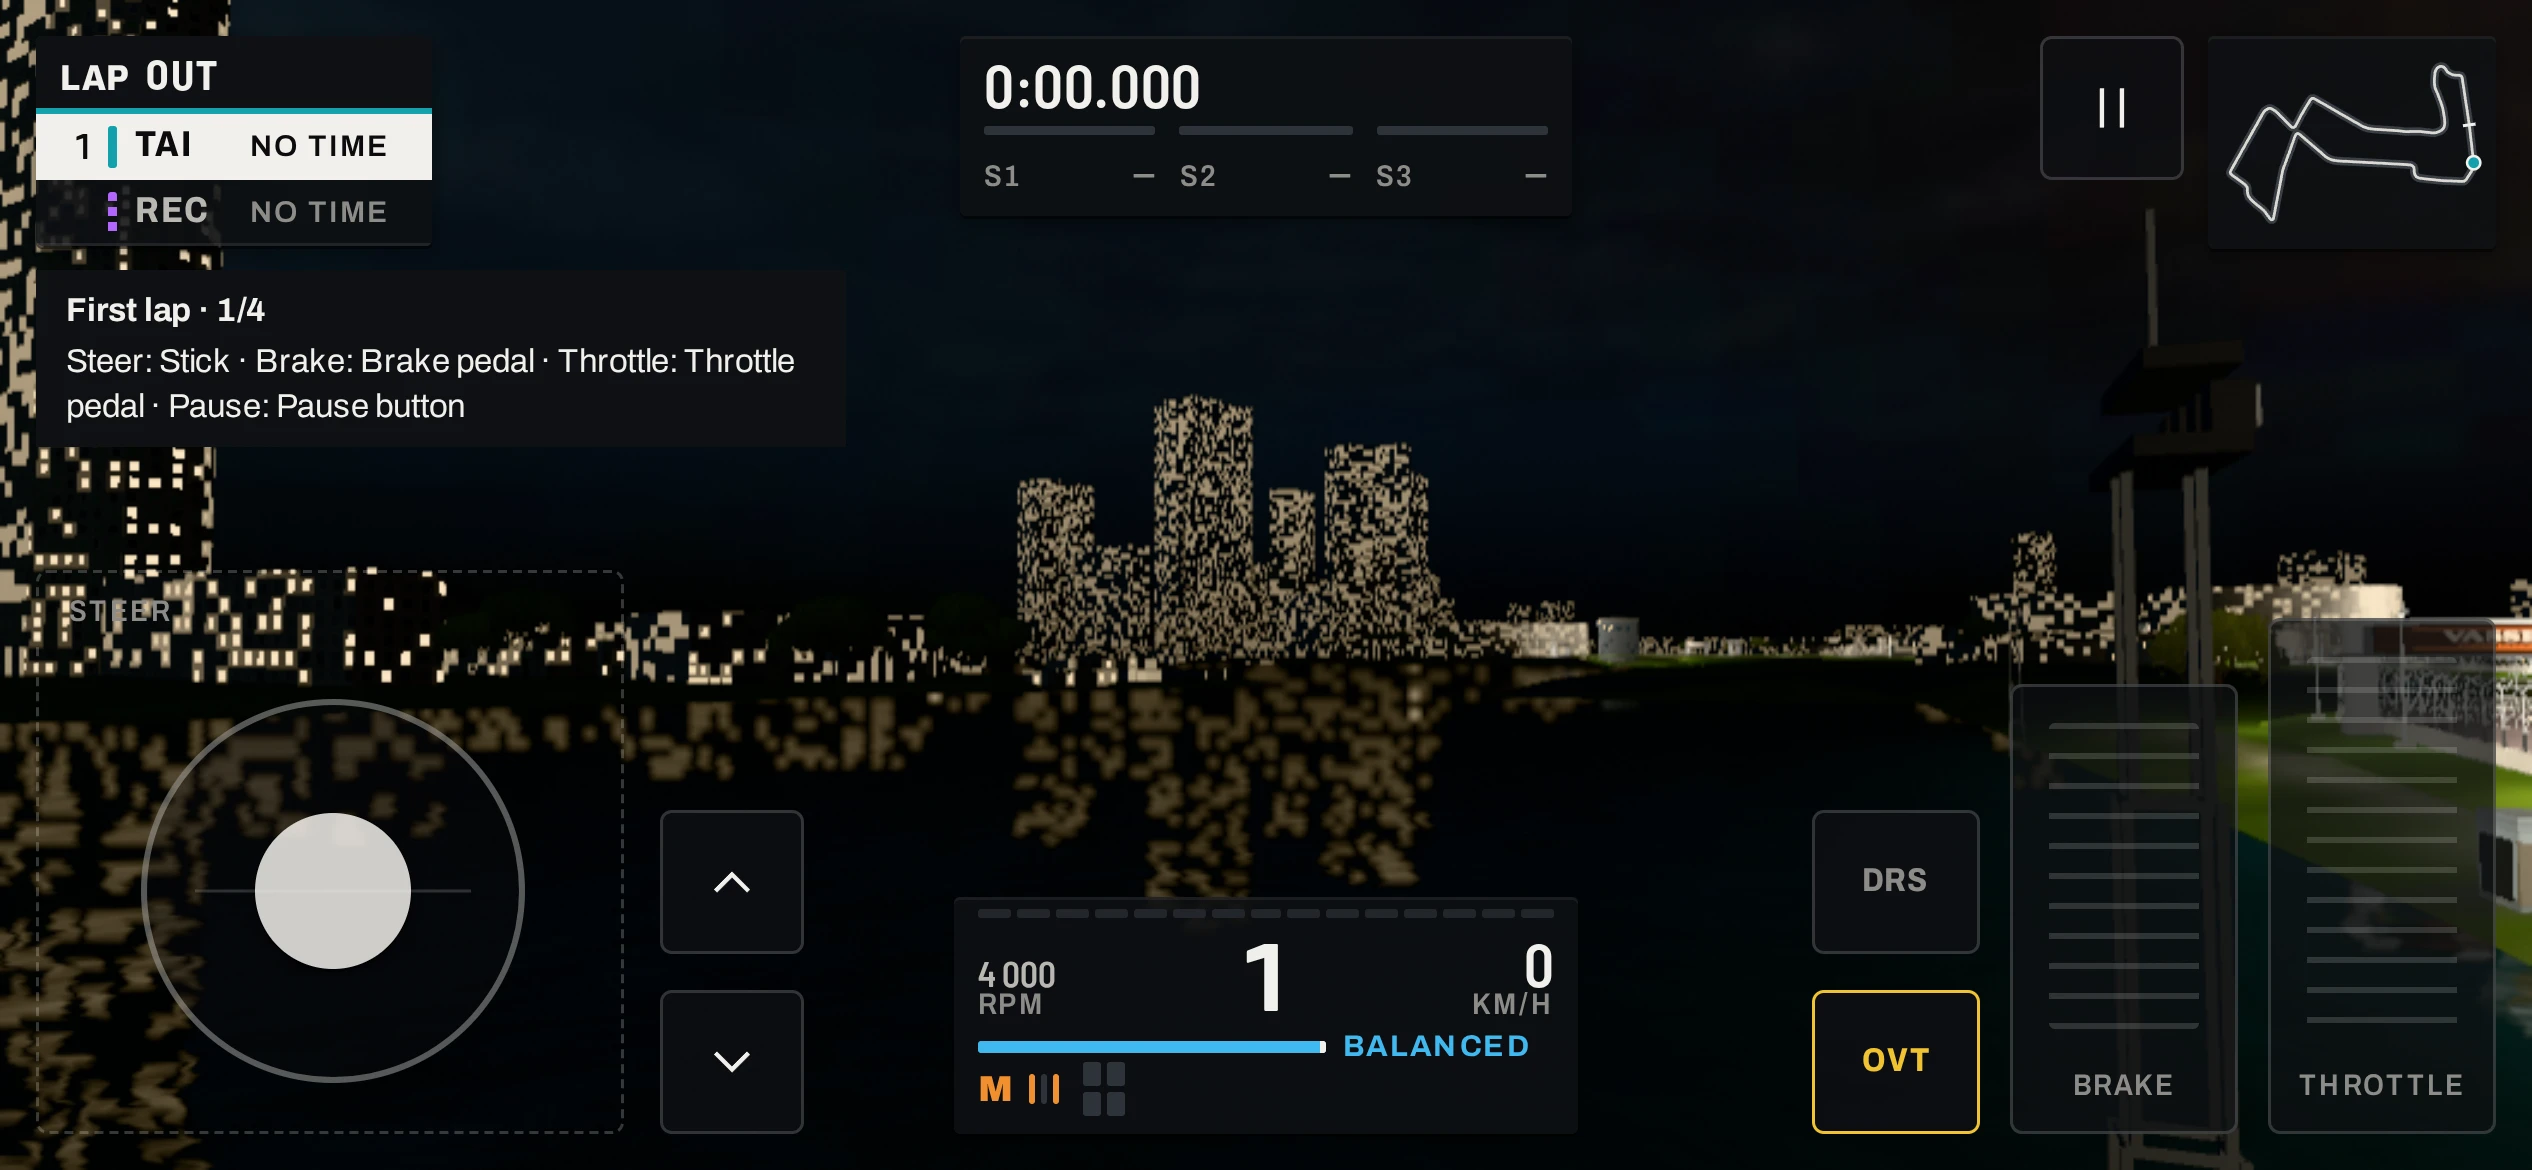 LAP OUT
1 TAI NO TIME
REC NO TIME
0:00.000
S1 – S2 – S3 –
First lap · 1/4
Steer: Stick · Brake: Brake pedal · Throttle: Throttle
pedal · Pause: Pause button
STEER
DRS
OVT
BRAKE
THROTTLE
4 000
RPM
1
0
KM/H
BALANCED
M